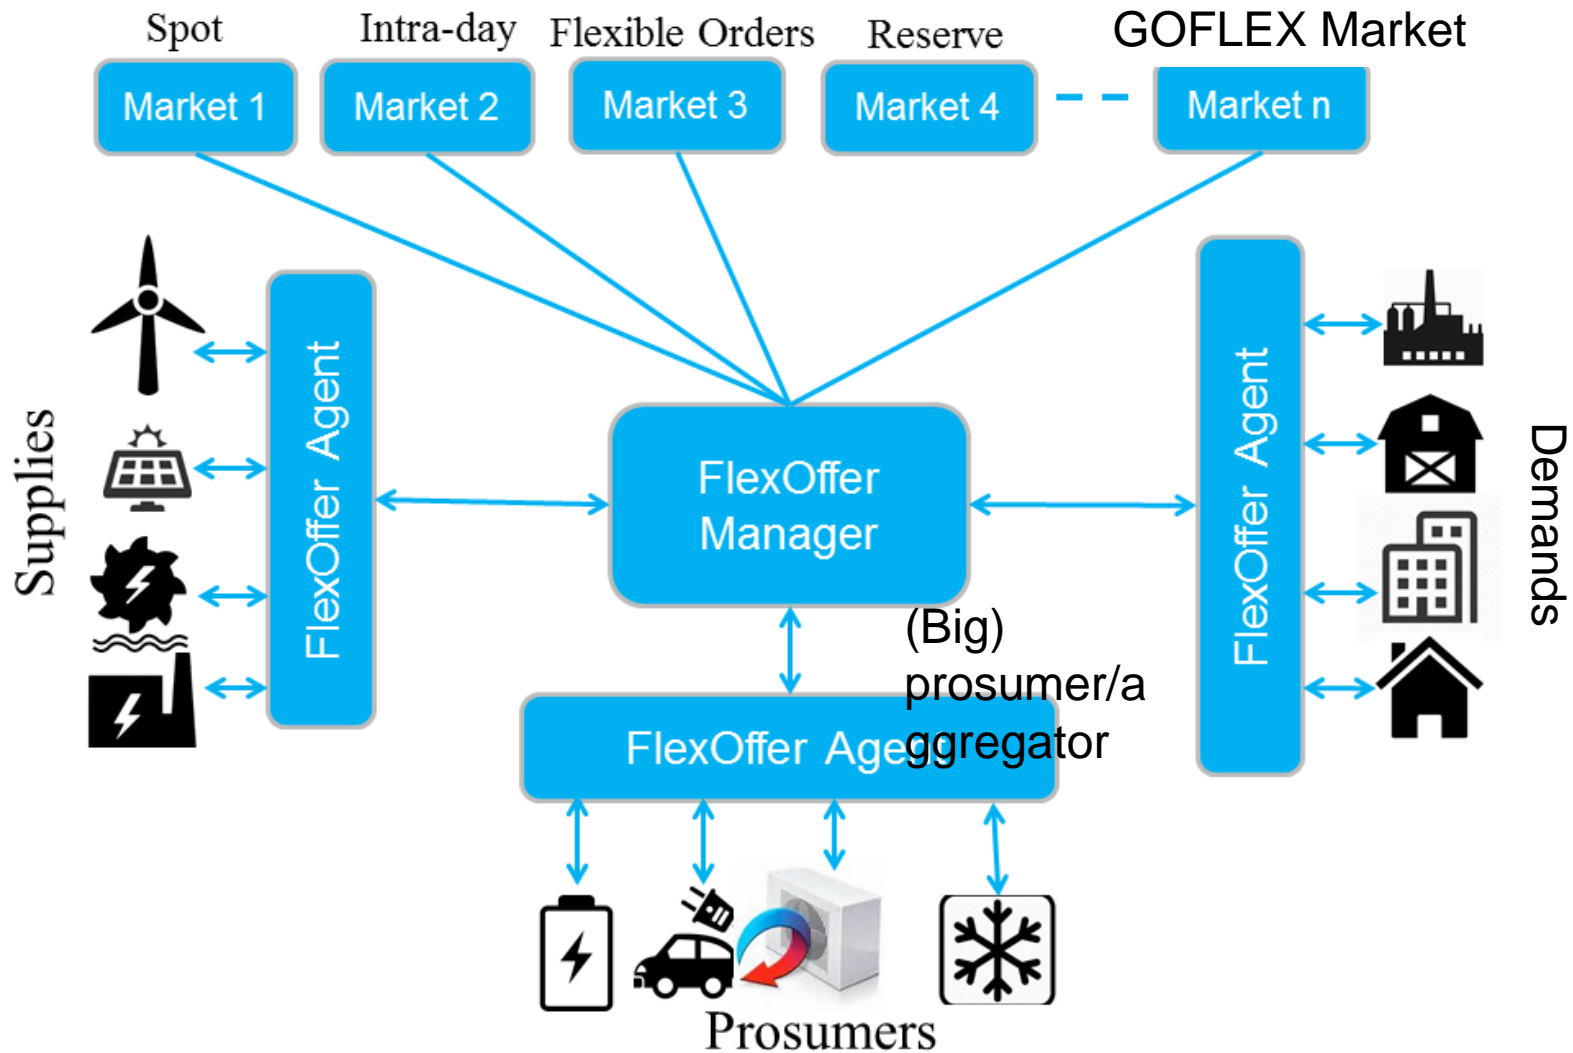 Spot
Intra-day
Flexible Orders
Reserve
GOFLEX Market
Market 1
Market 2
Market 3
Market 4
Market n
Supplies
FlexOffer Agent
FlexOffer
Manager
FlexOffer Agent
Demands
(Big)
prosumer/a
ggregator
FlexOffer Agent
Prosumers